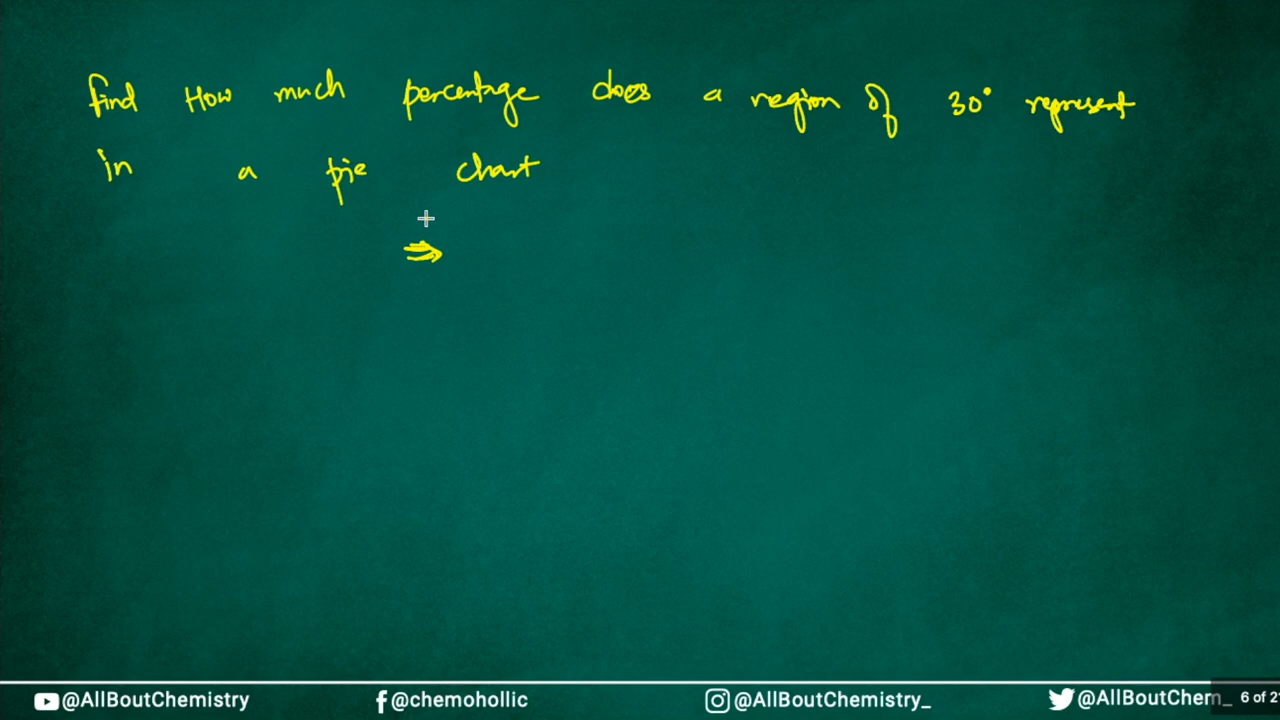 find How much percentage does a region of 30° represent
in a pie chart
⇒
@AllBoutChemistry @chemohollic @AllBoutChemistry_ @AllBoutChem_ 6 of 2